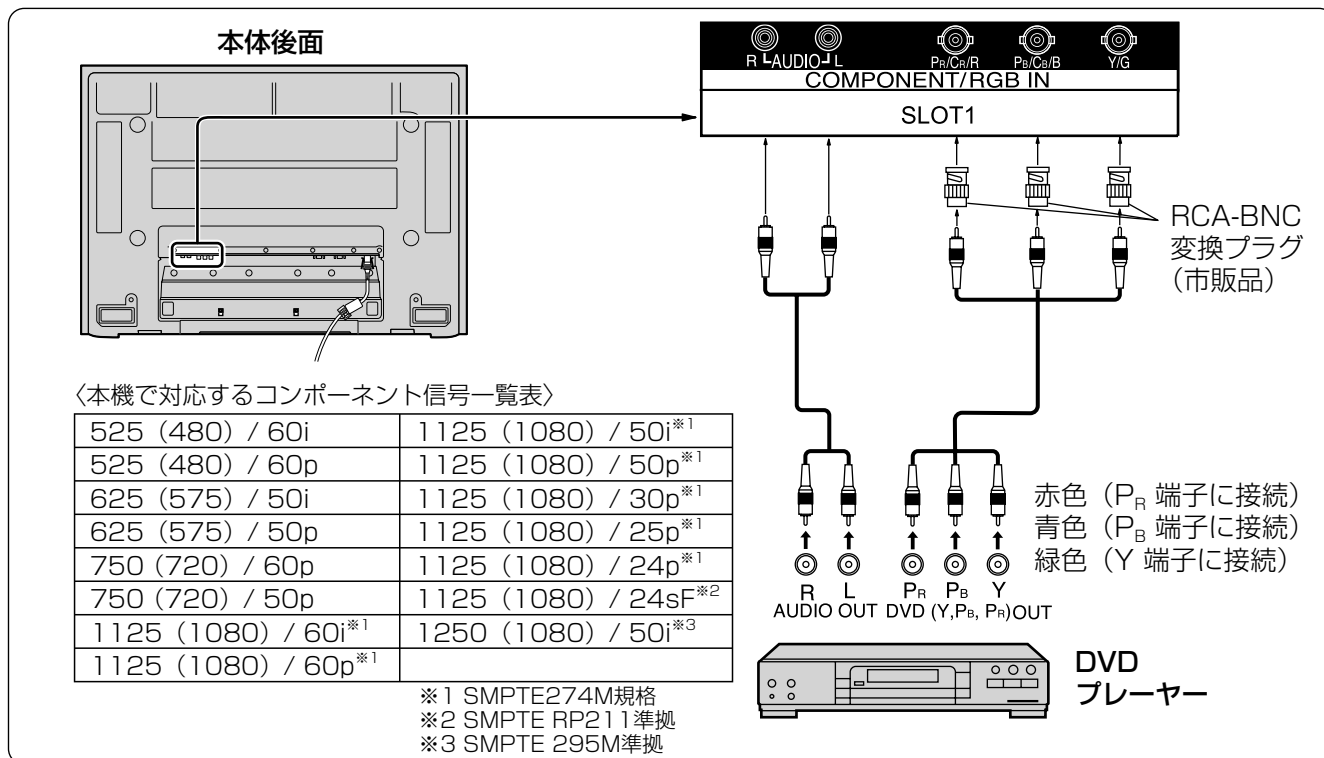 本体後面
R AUDIO L
PR/CR/R
PB/CB/B
Y/G
COMPONENT/RGB IN
SLOT1
RCA-BNC
変換プラグ
（市販品）
〈本機で対応するコンポーネント信号一覧表〉
525（480）/ 60i
1125（1080）/ 50i※1
525（480）/ 60p
1125（1080）/ 50p※1
625（575）/ 50i
1125（1080）/ 30p※1
625（575）/ 50p
1125（1080）/ 25p※1
750（720）/ 60p
1125（1080）/ 24p※1
750（720）/ 50p
1125（1080）/ 24sF※2
1125（1080）/ 60i※1
1250（1080）/ 50i※3
1125（1080）/ 60p※1
※1 SMPTE274M規格
※2 SMPTE RP211準拠
※3 SMPTE 295M準拠
赤色（PR 端子に接続）
青色（PB 端子に接続）
緑色（Y 端子に接続）
R L PR PB Y
AUDIO OUT DVD (Y,PB, PR)OUT
DVD
プレーヤー